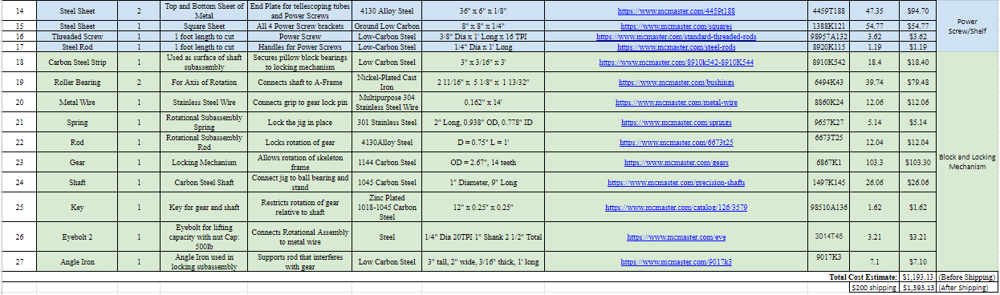 14 Steel Sheet 2 Top and Bottom Sheet of Metal End Plate for tellescoping tubes and Power Screws 4130 Alloy Steel 36" x 6" x 1/8" https://www.mcmaster.com/4459t188 4459T188 47.35 $94.70
15 Steel Sheet 1 Square Sheet All 4 Power Screw brackets Ground Low Carbon 8" x 8" x 1/4" https://www.mcmaster.com/squares 1388K121 54.77 $54.77
Power Screw/Shelf
16 Threaded Screw 1 1 foot length to cut Power Screw Low-Carbon Steel 3/8" Dia x 1' Long x 16 TPI https://www.mcmaster.com/standard-threaded-rods 98957A132 3.62 $3.62
17 Steel Rod 1 1 foot length to cut Handles for Power Screws Low-Carbon Steel 1/4" Dia x 1' Long https://www.mcmaster.com/steel-rods 8920K115 1.19 $1.19
18 Carbon Steel Strip 1 Used as surface of shaft subassembly Secures pillow block bearings to locking mechanism Low Carbon Steel 3" x 3/16" x 3' https://www.mcmaster.com/8910k542-8910K544 8910K542 18.4 $18.40
19 Roller Bearing 2 For Axis of Rotation Connects shaft to A-Frame Nickel-Plated Cast Iron 2 11/16" x 5 1/8" x 1 13/32" https://www.mcmaster.com/bushings 6494K43 39.74 $79.48
20 Metal Wire 1 Stainless Steel Wire Connects grip to gear lock pin Multipurpose 304 Stainless Steel Wire 0.162" x 14' https://www.mcmaster.com/metal-wire 8860K24 12.06 $12.06
21 Spring 1 Rotational Subassembly Spring Lock the jig in place 301 Stainless Steel 2" Long, 0.938" OD, 0.778" ID https://www.mcmaster.com/springs 9657K27 5.14 $5.14
22 Rod 1 Rotational Subassembly Rod Locks rotation of gear 4130Alloy Steel D = 0.75" L = 1' https://www.mcmaster.com/6673t25 6673T25 12.04 $12.04
23 Gear 1 Locking Mechanism Allows rotation of skeleton frame 1144 Carbon Steel OD = 2.67", 14 teeth https://www.mcmaster.com/gears 6867K1 103.3 $103.30
Block and Locking Mechanism
24 Shaft 1 Carbon Steel Shaft Connect jig to ball bearing and stand 1045 Carbon Steel 1" Diameter, 9" Long https://www.mcmaster.com/precision-shafts 1497K145 26.06 $26.06
25 Key 1 Key for gear and shaft Restricts rotation of gear relative to shaft Zinc Plated 1018-1045 Carbon Steel 12" x 0.25" x 0.25" https://www.mcmaster.com/catalog/126/3579 98510A136 1.62 $1.62
26 Eyebolt 2 1 Eyebolt for lifting capacity with nut Cap: 500lb Connects Rotational Assembly to metal wire Steel 1/4" Dia 20TPI 1" Shank 2 1/2" Total https://www.mcmaster.com/eye 3014T45 3.21 $3.21
27 Angle Iron 1 Angle Iron used in locking subassembly Supports rod that interferes with gear Low Carbon Steel 3" tall, 2" wide, 3/16" thick, 1' long https://www.mcmaster.com/9017k3 9017K3 7.1 $7.10
Total Cost Estimate: $1,193.13 (Before Shipping)
$200 shipping $1,393.13 (After Shipping)